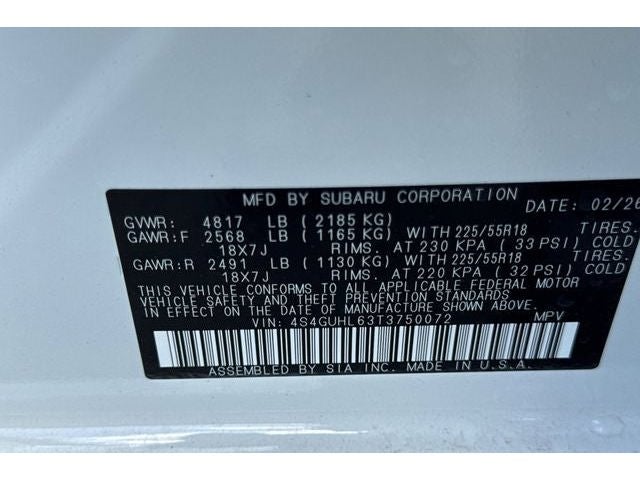 MFD BY SUBARU CORPORATION DATE: 02/26
GVWR: 4817 LB (2185 KG)
GAWR:F 2568 LB (1165 KG) WITH 225/55R18 TIRES.
18X7J RIMS. AT 230 KPA (33 PSI) COLD
GAWR:R 2491 LB (1130 KG) WITH 225/55R18 TIRES.
18X7J RIMS. AT 220 KPA (32 PSI) COLD
THIS VEHICLE CONFORMS TO ALL APPLICABLE FEDERAL MOTOR
VEHICLE SAFETY AND THEFT PREVENTION STANDARDS
IN EFFECT ON THE DATE OF MANUFACTURE SHOWN ABOVE.
VIN: 4S4GUHL63T3750072 MPV
ASSEMBLED BY SIA INC. MADE IN U.S.A.